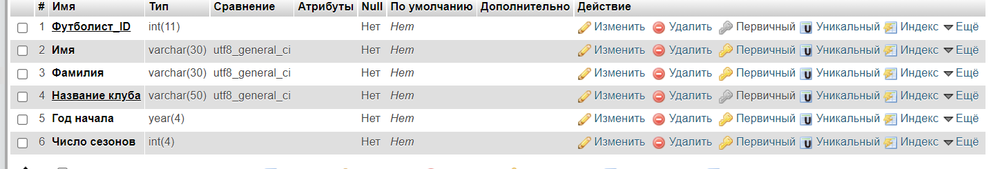 # Имя Тип Сравнение Атрибуты Null По умолчанию Дополнительно Действие
1 Футболист_ID int(11) Нет Нет Изменить Удалить Первичный U Уникальный Индекс Ещё
2 Имя varchar(30) utf8_general_ci Нет Нет Изменить Удалить Первичный U Уникальный Индекс Ещё
3 Фамилия varchar(30) utf8_general_ci Нет Нет Изменить Удалить Первичный U Уникальный Индекс Ещё
4 Название клуба varchar(50) utf8_general_ci Нет Нет Изменить Удалить Первичный U Уникальный Индекс Ещё
5 Год начала year(4) Нет Нет Изменить Удалить Первичный U Уникальный Индекс Ещё
6 Число сезонов int(4) Нет Нет Изменить Удалить Первичный U Уникальный Индекс Ещё